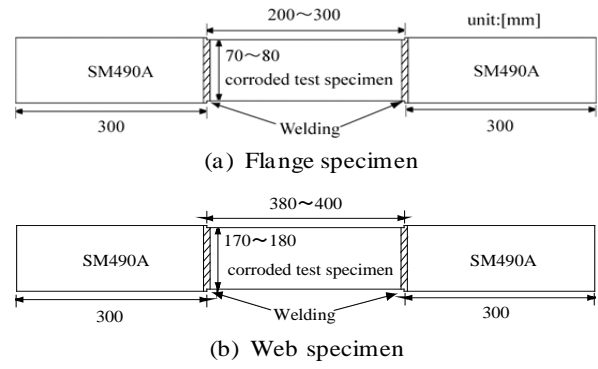 200～300
unit:[mm]
70～80
SM490A
corroded test specimen
SM490A
300
Welding
300
(a) Flange specimen
380～400
170～180
SM490A
corroded test specimen
SM490A
300
Welding
300
(b) Web specimen